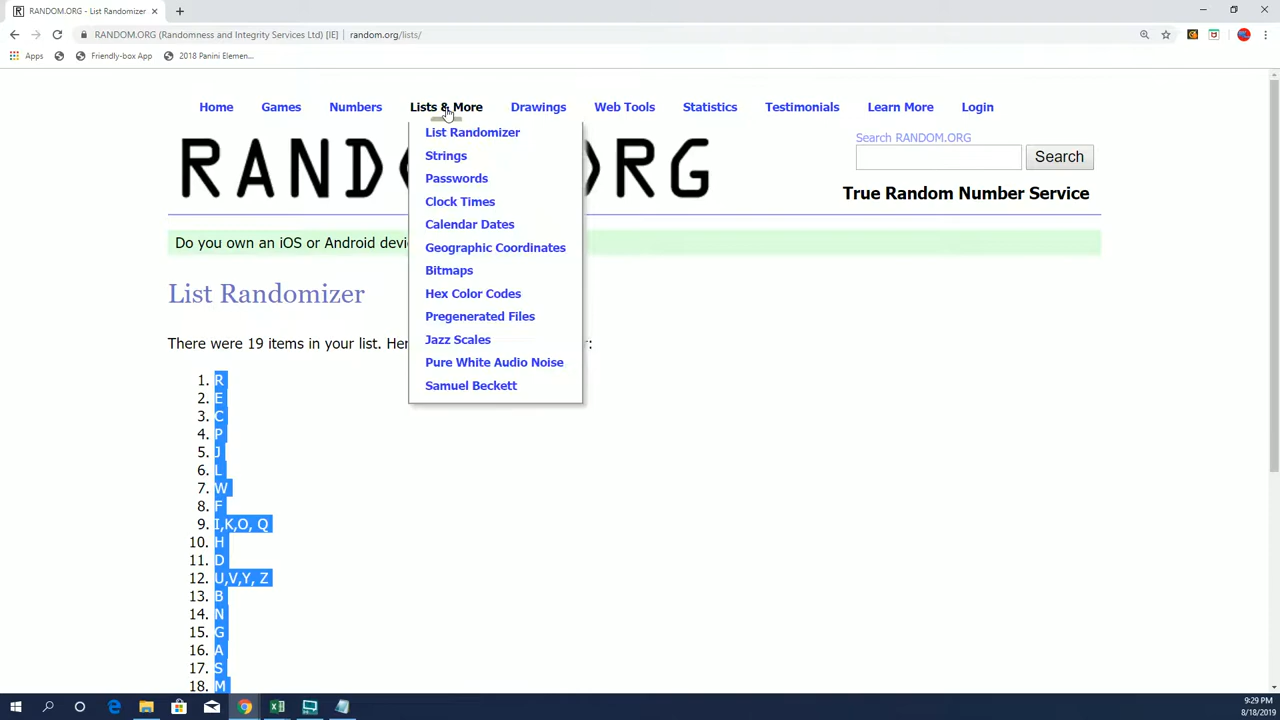 RANDOM.ORG - List Randomizer
RANDOM.ORG (Randomness and Integrity Services Ltd) [IE] | random.org/lists/
Apps Friendly-box App 2018 Panini Elemen...
Home Games Numbers Lists & More Drawings Web Tools Statistics Testimonials Learn More Login
List Randomizer
Strings
Passwords
Clock Times
Calendar Dates
Geographic Coordinates
Bitmaps
Hex Color Codes
Pregenerated Files
Jazz Scales
Pure White Audio Noise
Samuel Beckett
RAND RG
Search RANDOM.ORG
Search
True Random Number Service
Do you own an iOS or Android devi
List Randomizer
There were 19 items in your list. Her :
1. R
2. E
3. C
4. P
5. J
6. L
7. W
8. F
9. I,K,O, Q
10. H
11. D
12. U,V,Y, Z
13. B
14. N
15. G
16. A
17. S
18. M
9:29 PM
8/18/2019